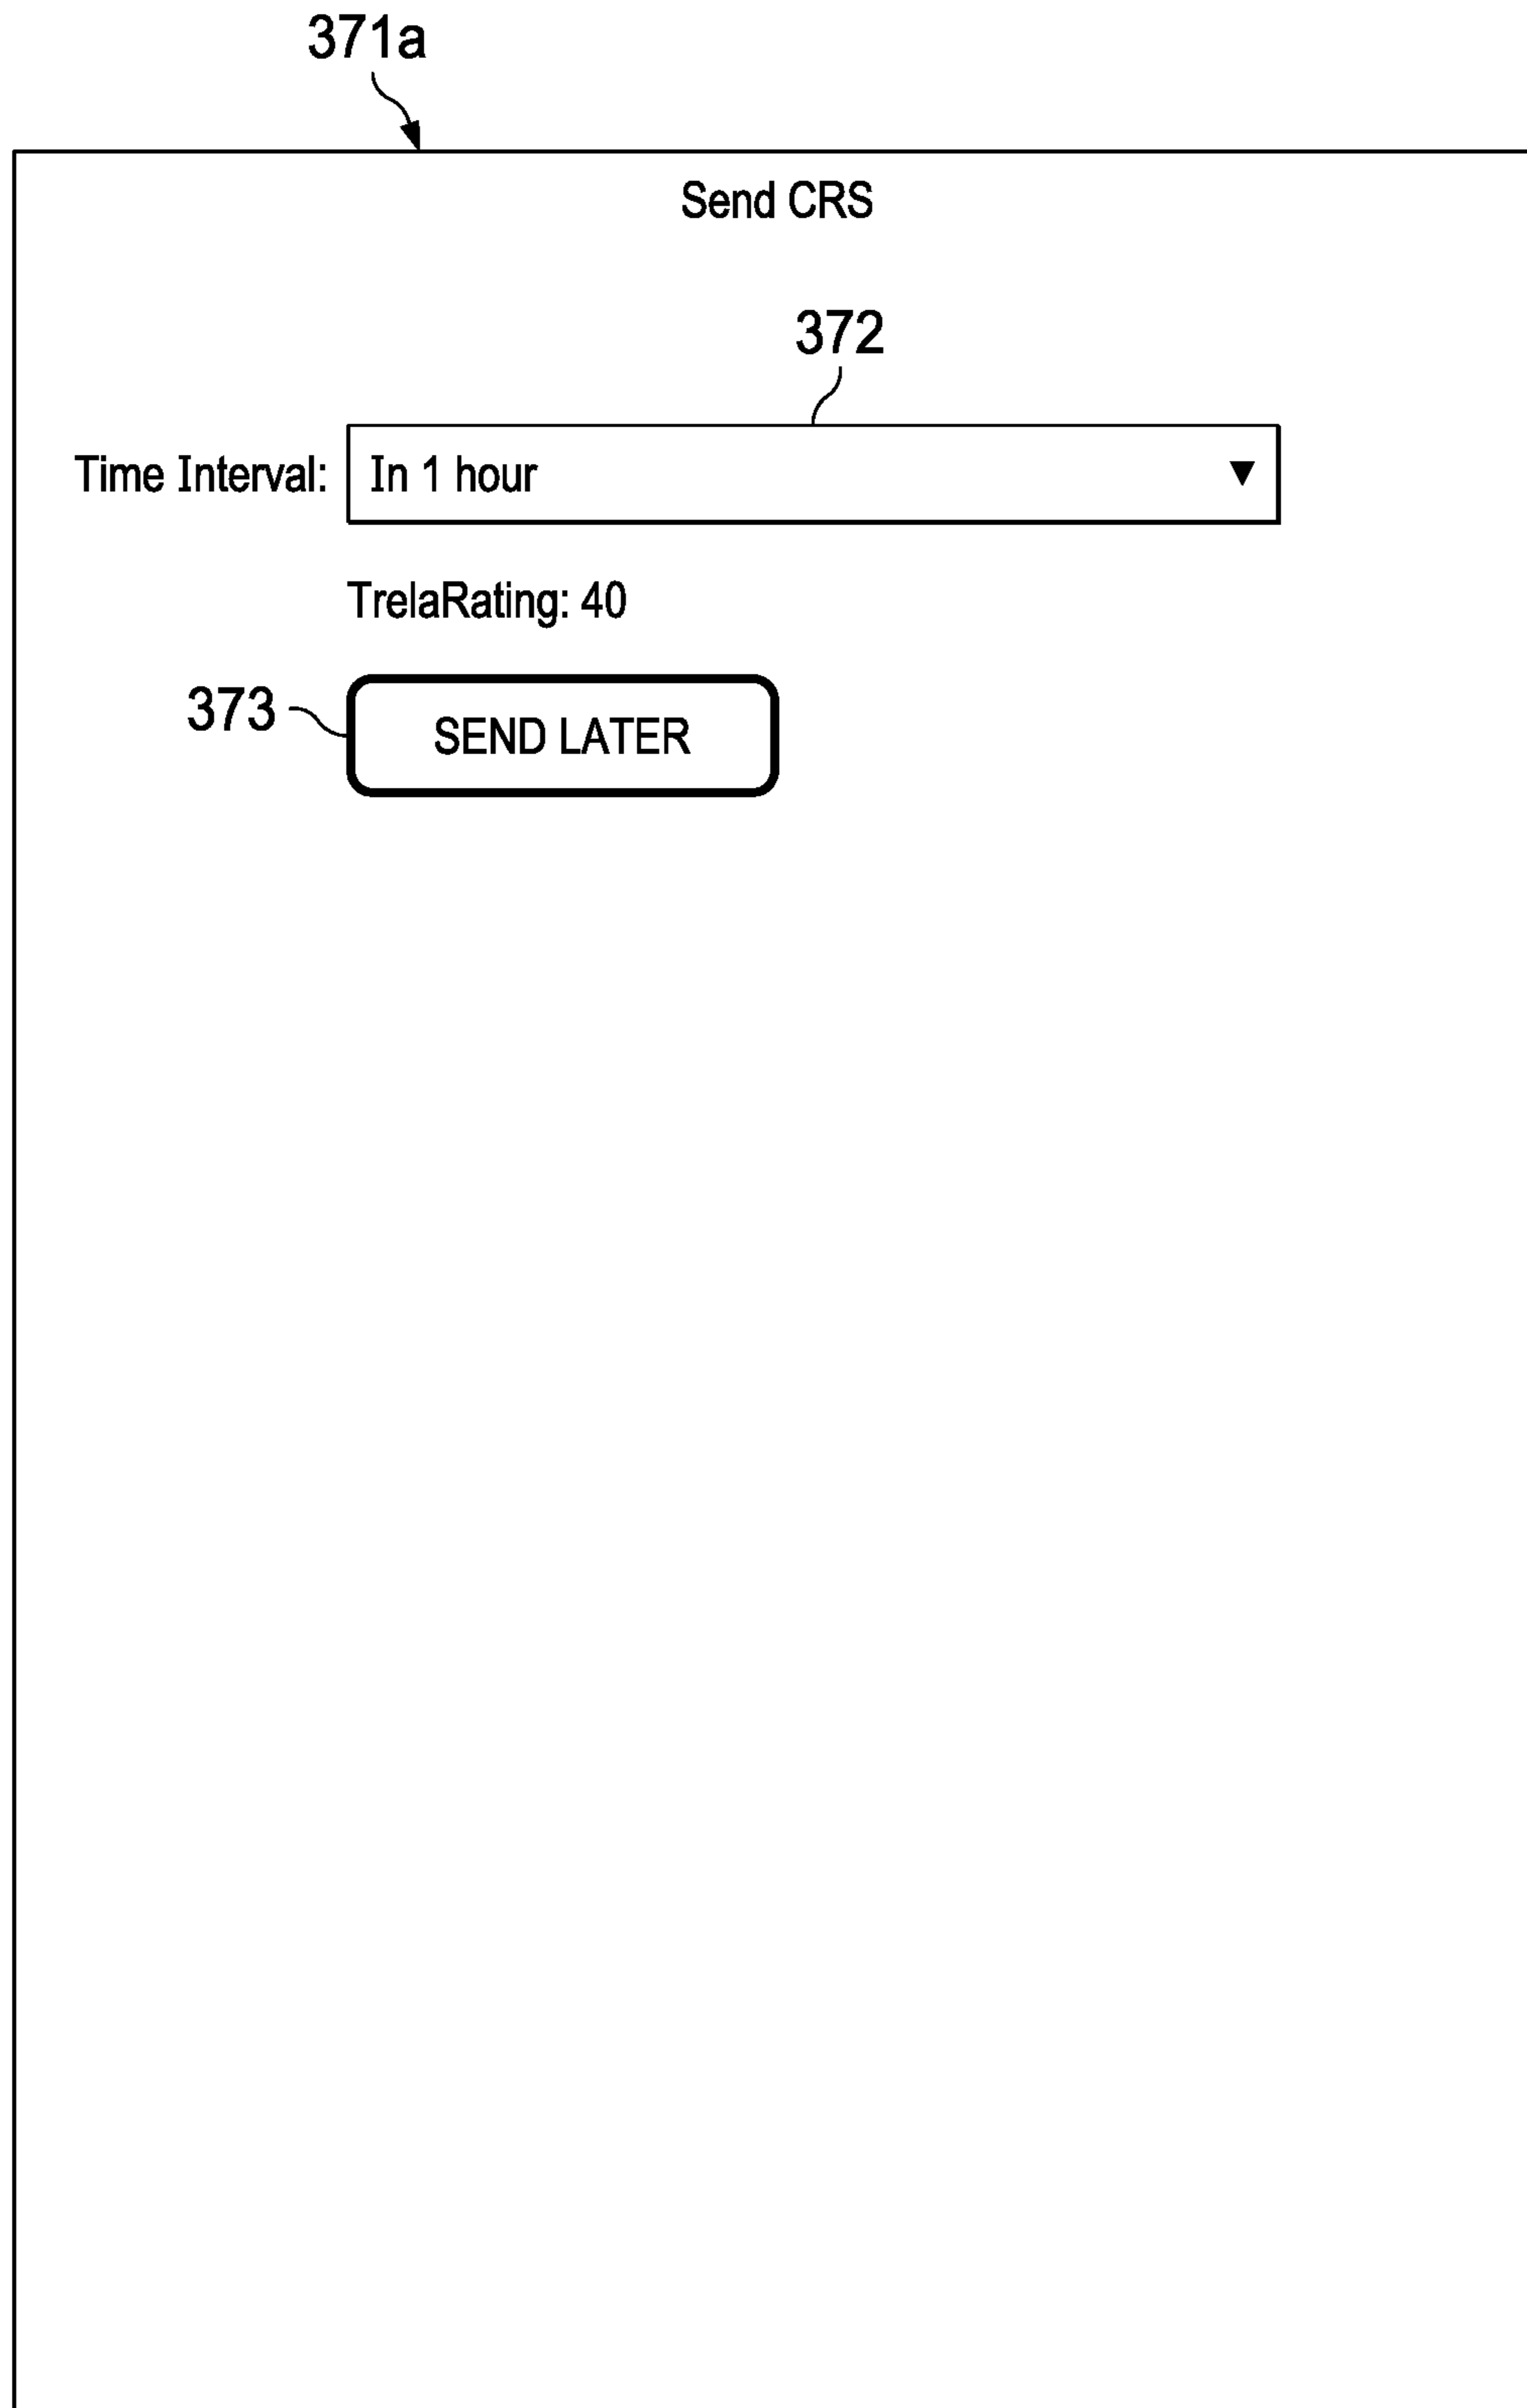 371a
Send CRS
372
Time Interval: In 1 hour
TrelaRating: 40
373 SEND LATER